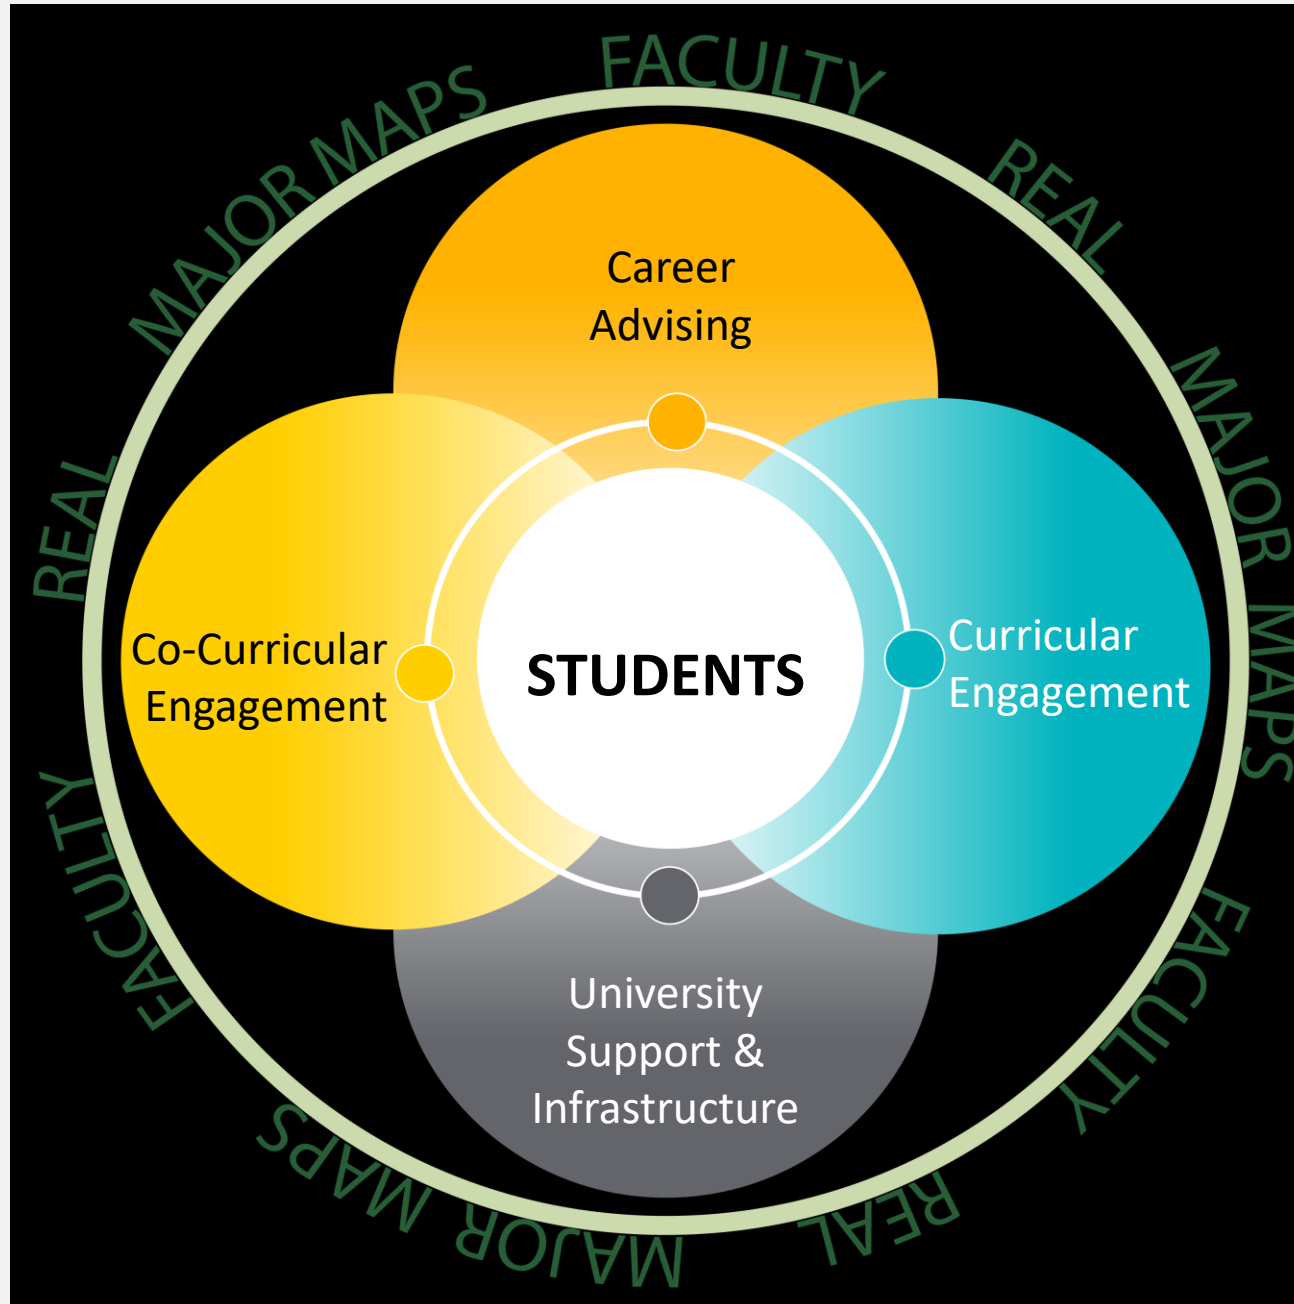 FACULTY
REAL
MAJOR MAPS
FACULTY
REAL
MAJOR MAPS
FACULTY
REAL
MAJOR MAPS
Career
Advising
Co-Curricular
Engagement
STUDENTS
Curricular
Engagement
University
Support &
Infrastructure